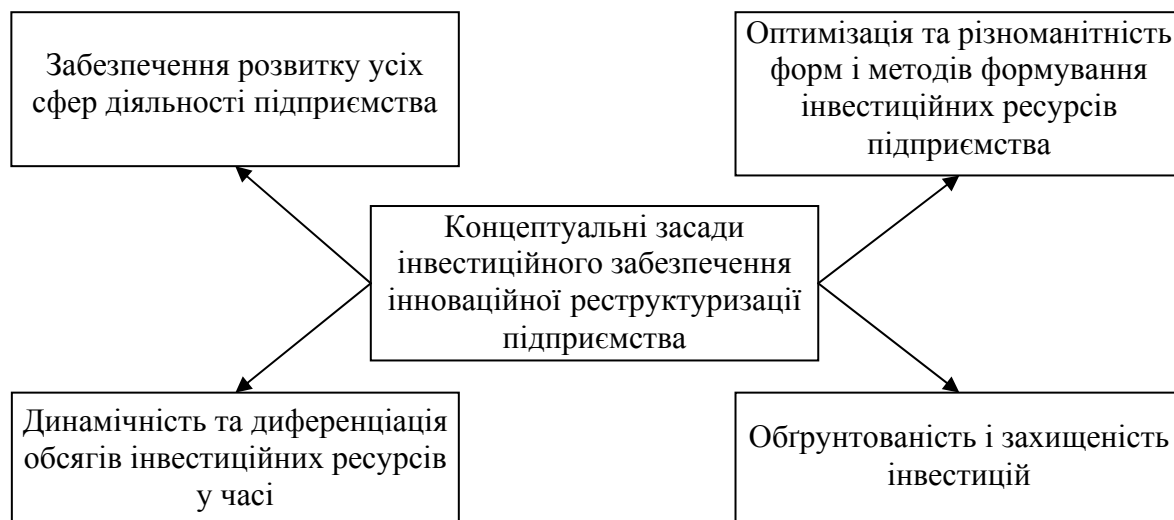 Забезпечення розвитку усіх
сфер діяльності підприємства
Оптимізація та різноманітність
форм і методів формування
інвестиційних ресурсів
підприємства
Концептуальні засади
інвестиційного забезпечення
інноваційної реструктуризації
підприємства
Динамічність та диференціація
обсягів інвестиційних ресурсів
у часі
Обґрунтованість і захищеність
інвестицій